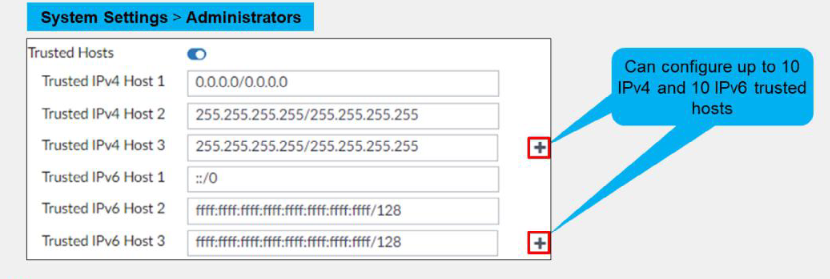 System Settings > Administrators
Trusted Hosts
Trusted IPv4 Host 1 0.0.0.0/0.0.0.0
Trusted IPv4 Host 2 255.255.255.255/255.255.255.255
Trusted IPv4 Host 3 255.255.255.255/255.255.255.255 +
Trusted IPv6 Host 1 ::/0
Trusted IPv6 Host 2 ffff:ffff:ffff:ffff:ffff:ffff:ffff:ffff/128
Trusted IPv6 Host 3 ffff:ffff:ffff:ffff:ffff:ffff:ffff:ffff/128 +
Can configure up to 10
IPv4 and 10 IPv6 trusted
hosts